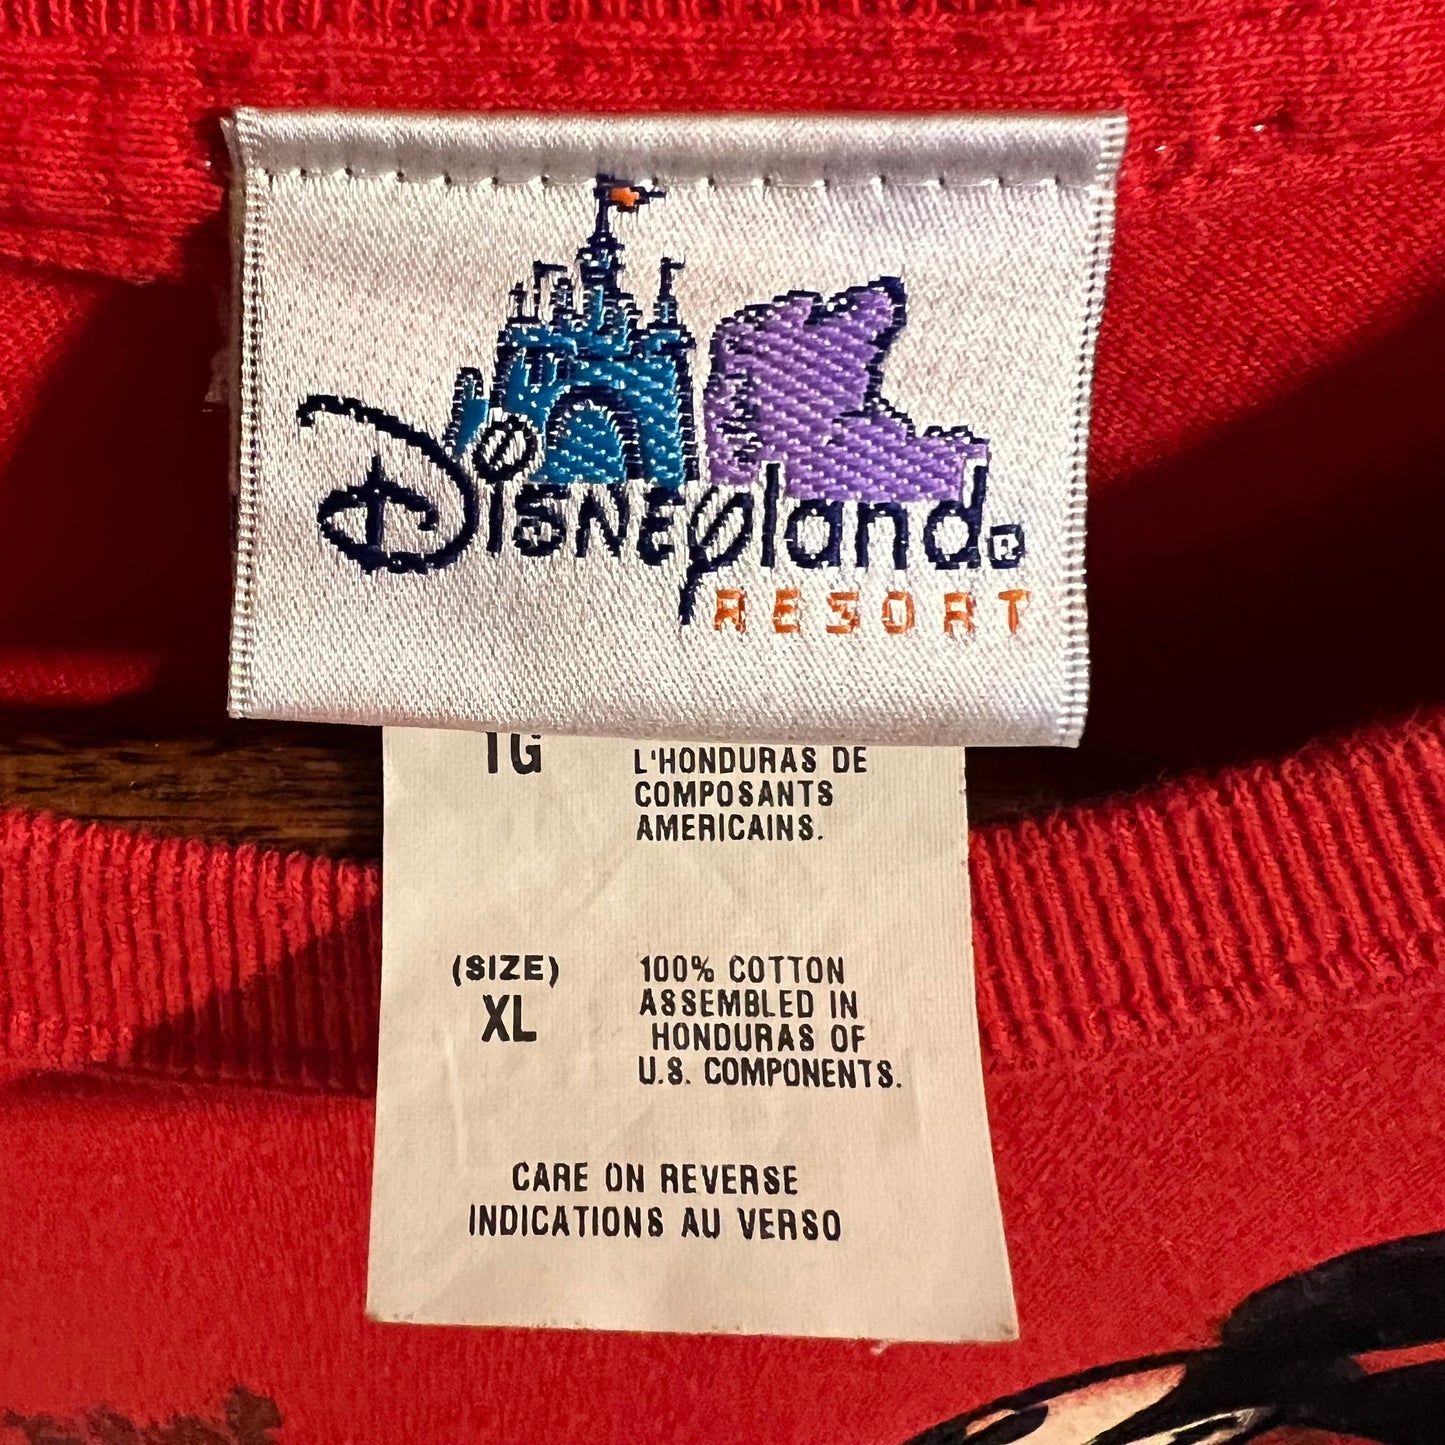 DISNEYland®
RESORT
TG
L'HONDURAS DE
COMPOSANTS
AMERICAINS.
(SIZE)
XL
100% COTTON
ASSEMBLED IN
HONDURAS OF
U.S. COMPONENTS.
CARE ON REVERSE
INDICATIONS AU VERSO